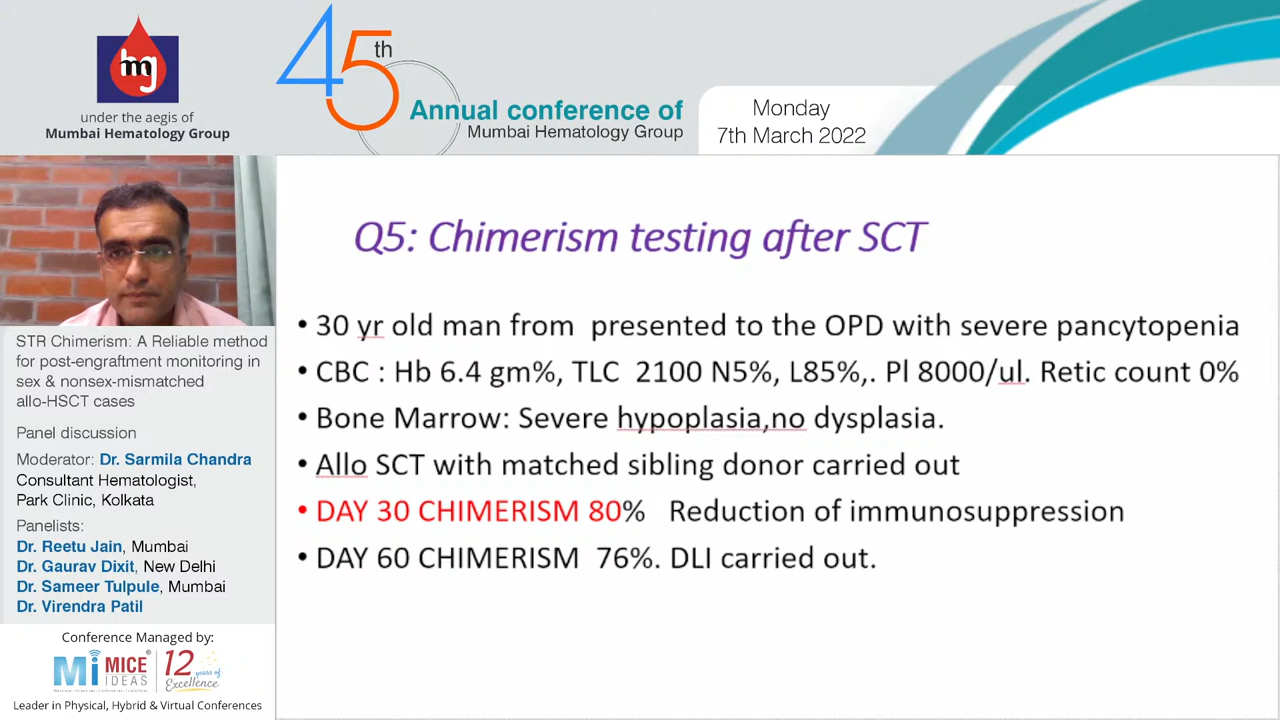 hmg
under the aegis of
Mumbai Hematology Group
45th
Annual conference of
Mumbai Hematology Group
Monday
7th March 2022
STR Chimerism: A Reliable method
for post-engraftment monitoring in
sex & nonsex-mismatched
allo-HSCT cases
Panel discussion
Moderator: Dr. Sarmila Chandra
Consultant Hematologist,
Park Clinic, Kolkata
Panelists:
Dr. Reetu Jain, Mumbai
Dr. Gaurav Dixit, New Delhi
Dr. Sameer Tulpule, Mumbai
Dr. Virendra Patil
Conference Managed by:
Mi MICE IDEAS
12 years of Excellence
Leader in Physical, Hybrid & Virtual Conferences
Q5: Chimerism testing after SCT
• 30 yr old man from  presented to the OPD with severe pancytopenia
• CBC : Hb 6.4 gm%, TLC  2100 N5%, L85%,. Pl 8000/ul. Retic count 0%
• Bone Marrow: Severe hypoplasia,no dysplasia.
• Allo SCT with matched sibling donor carried out
• DAY 30 CHIMERISM 80%   Reduction of immunosuppression
• DAY 60 CHIMERISM  76%. DLI carried out.